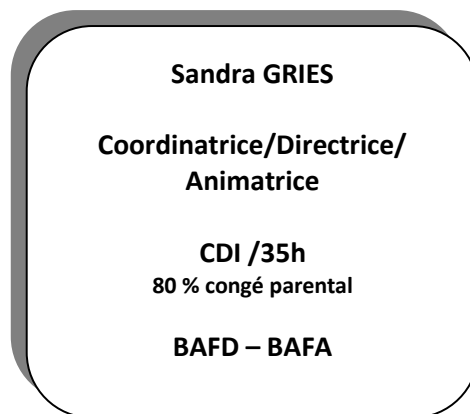 Sandra GRIES
Coordinatrice/Directrice/
Animatrice
CDI /35h
80 % congé parental
BAFD – BAFA